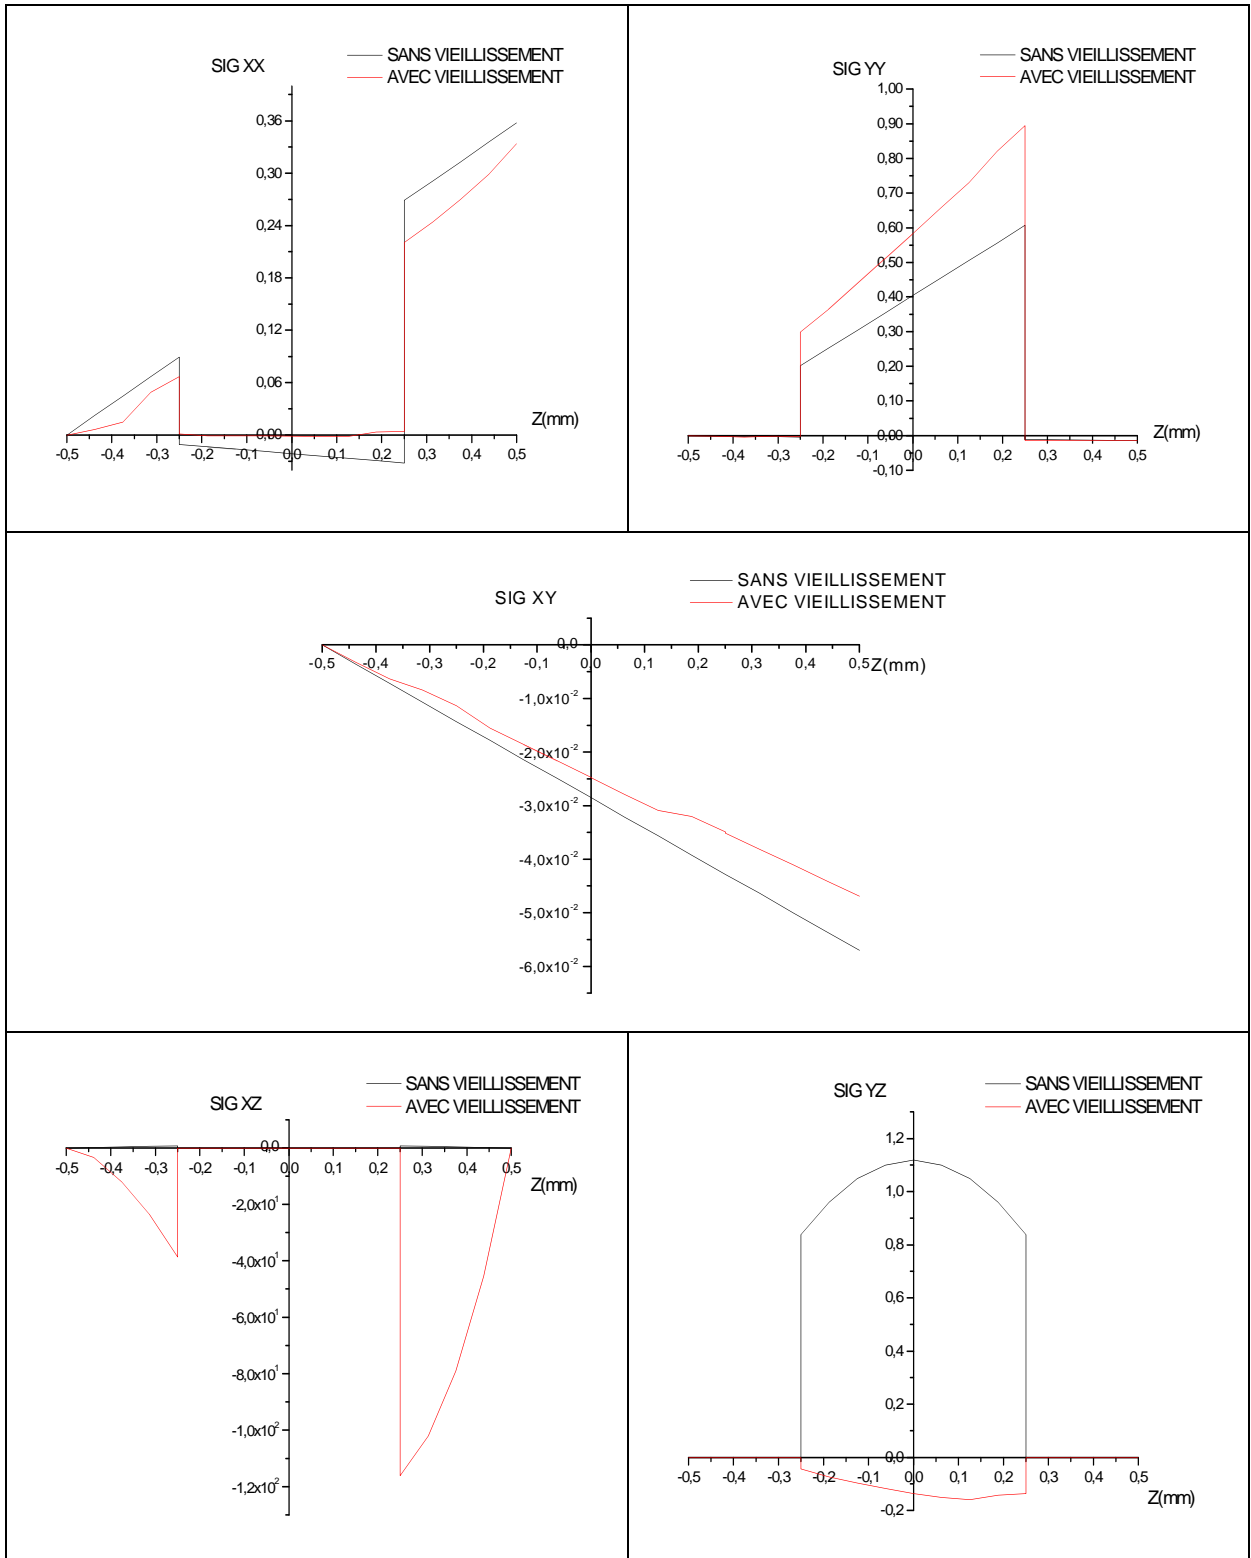 SIG XX
SANS VIEILLISSEMENT
AVEC VIEILLISSEMENT
0,36
0,30
0,24
0,18
0,12
0,06
0,00
Z(mm)
-0,5 -0,4 -0,3 -0,2 -0,1 0,0 0,1 0,2 0,3 0,4 0,5
SIG YY
SANS VIEILLISSEMENT
AVEC VIEILLISSEMENT
1,00
0,90
0,80
0,70
0,60
0,50
0,40
0,30
0,20
0,10
0,00
Z(mm)
-0,5 -0,4 -0,3 -0,2 -0,1 0,0 0,1 0,2 0,3 0,4 0,5
-0,10
SIG XY
SANS VIEILLISSEMENT
AVEC VIEILLISSEMENT
0,0
-0,5 -0,4 -0,3 -0,2 -0,1 0,0 0,1 0,2 0,3 0,4 0,5 Z(mm)
-1,0x10⁻²
-2,0x10⁻²
-3,0x10⁻²
-4,0x10⁻²
-5,0x10⁻²
-6,0x10⁻²
SIG XZ
SANS VIEILLISSEMENT
AVEC VIEILLISSEMENT
0,0
-0,5 -0,4 -0,3 -0,2 -0,1 0,0 0,1 0,2 0,3 0,4 0,5
Z(mm)
-2,0x10¹
-4,0x10¹
-6,0x10¹
-8,0x10¹
-1,0x10²
-1,2x10²
SIG YZ
SANS VIEILLISSEMENT
AVEC VIEILLISSEMENT
1,2
1,0
0,8
0,6
0,4
0,2
0,0
-0,5 -0,4 -0,3 -0,2 -0,1 0,0 0,1 0,2 0,3 0,4 0,5
Z(mm)
-0,2